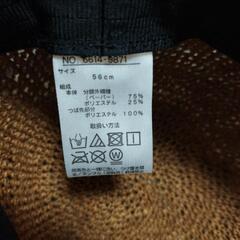 NO. 6614-5871
サイズ
56cm
組成
本体 分類外繊維
(ペーパー) 75%
ポリエステル 25%
つば先部分
ポリエステル 100%
取扱い方法